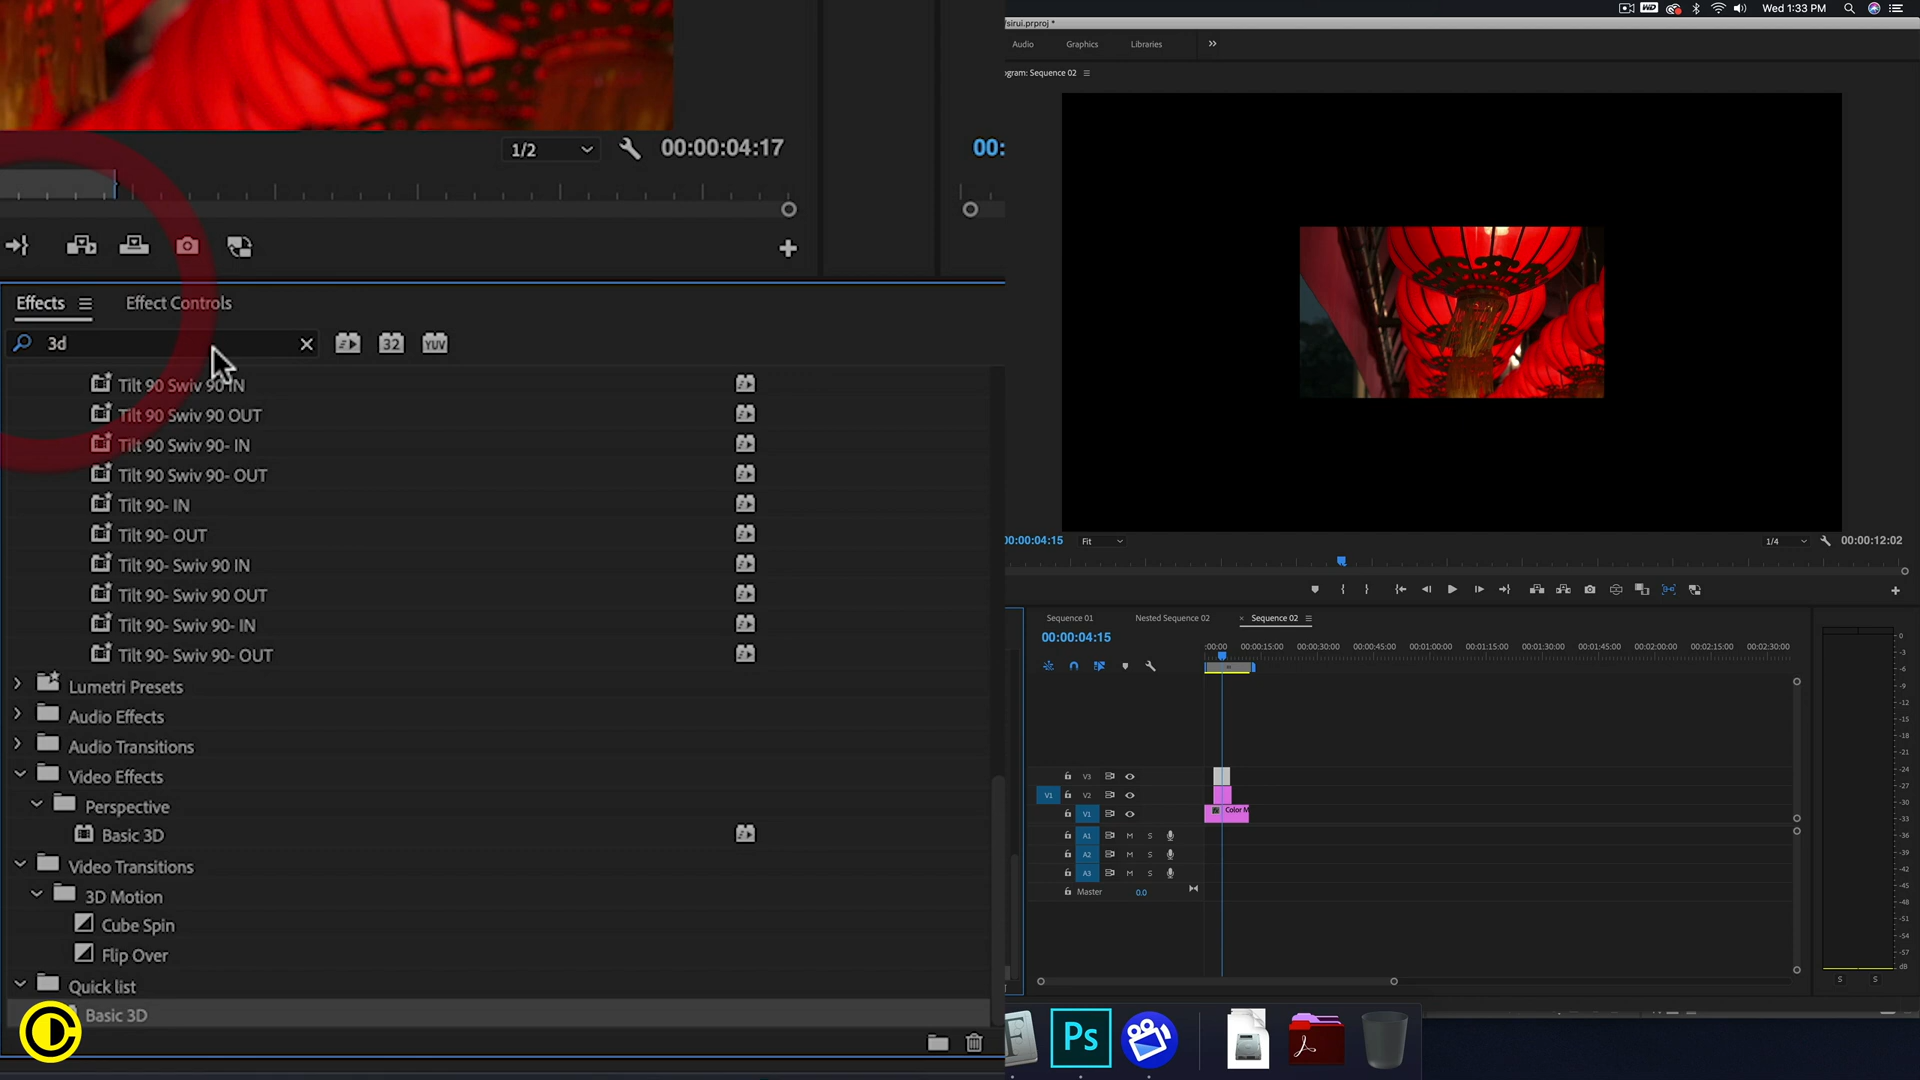 Wed 1:33 PM
sirui.prproj *
Audio
Graphics
Libraries
gram: Sequence 02
1/2
00:00:04:17
00:
Effects
Effect Controls
3d
32
YUV
Tilt 90 Swiv 90 IN
Tilt 90 Swiv 90 OUT
Tilt 90 Swiv 90- IN
Tilt 90 Swiv 90- OUT
Tilt 90- IN
Tilt 90- OUT
Tilt 90- Swiv 90 IN
Tilt 90- Swiv 90 OUT
Tilt 90- Swiv 90- IN
Tilt 90- Swiv 90- OUT
Lumetri Presets
Audio Effects
Audio Transitions
Video Effects
Perspective
Basic 3D
Video Transitions
3D Motion
Cube Spin
Flip Over
Quick list
Basic 3D
00:00:04:15
Fit
1/4
00:00:12:02
Sequence 01
Nested Sequence 02
× Sequence 02
00:00:04:15
:00:00
00:00:15:00
00:00:30:00
00:00:45:00
00:01:00:00
00:01:15:00
00:01:30:00
00:01:45:00
00:02:00:00
00:02:15:00
00:02:30:00
V3
V1
V2
V1
Color M
A1
M
S
A2
M
S
A3
M
S
Master
0.0
0
-3
-6
-9
-12
-15
-18
-21
-24
-27
-30
-33
-36
-39
-42
-45
-48
-51
-54
dB
S
S
Ps